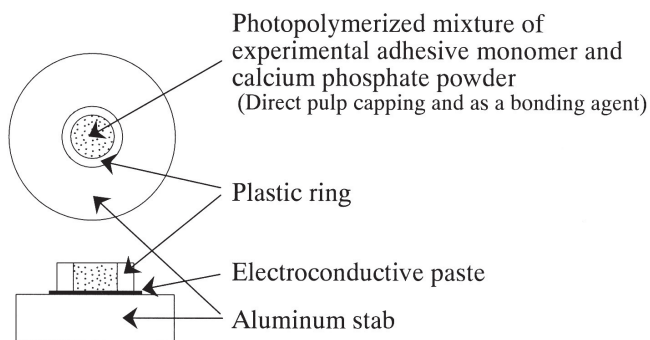 Photopolymerized mixture of
experimental adhesive monomer and
calcium phosphate powder
(Direct pulp capping and as a bonding agent)
Plastic ring
Electroconductive paste
Aluminum stab